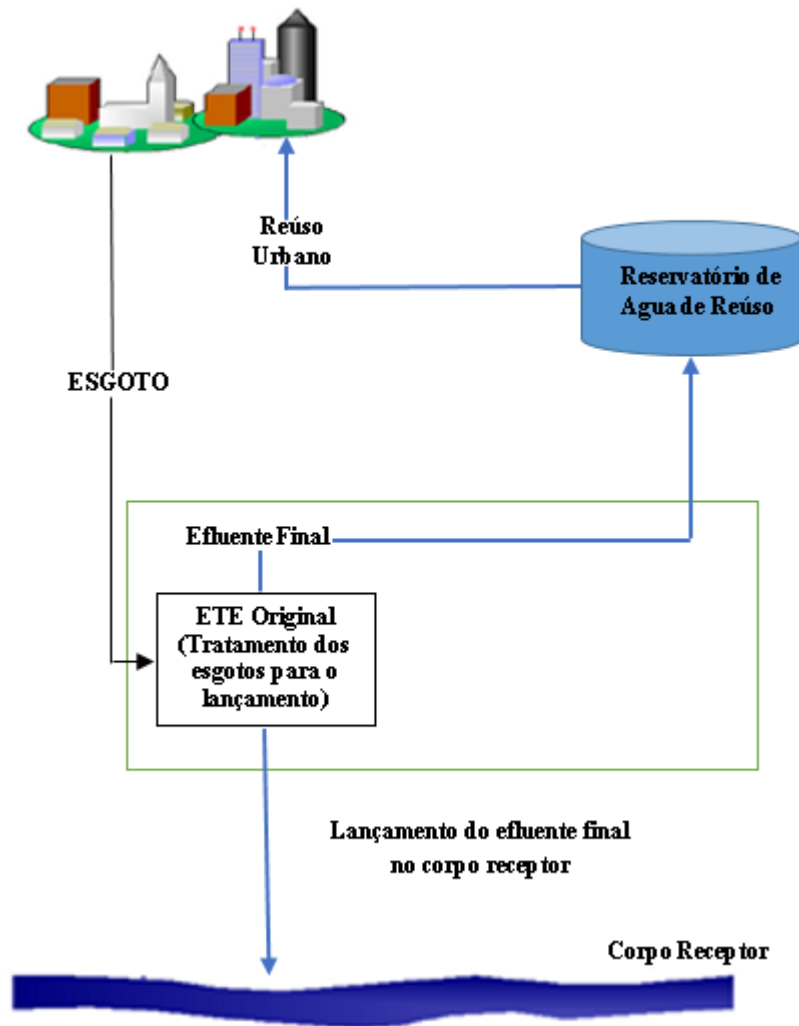 Reúso
Urbano
Reservatório de
Agua de Reúso
ESGOTO
Efluente Final
ETE Original
(Tratamento dos
esgotos para o
lançamento)
Lançamento do efluente final
no corpo receptor
Corpo Receptor